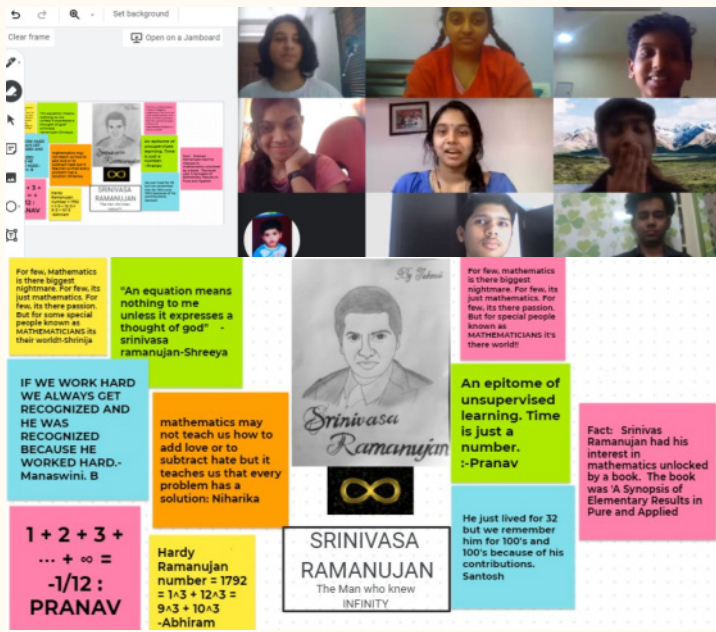 Set background
Clear frame
Open on a Jamboard
For few, Mathematics
is there biggest
nightmare. For few, its
just mathematics. For
few, its there passion.
But for some special
people known as
MATHEMATICIANS its
their world!!-Shrinija
"An equation means
nothing to me
unless it expresses a
thought of god" -
srinivasa
ramanujan-Shreeya
By Tahnvi
Srinivasa
Ramanujan
For few, mathematics
is there biggest
nightmare. For few, its
just mathematics. For
few, its there passion.
But for special people
known as
MATHEMATICIANS it's
there world!!
IF WE WORK HARD
WE ALWAYS GET
RECOGNIZED AND
HE WAS
RECOGNIZED
BECAUSE HE
WORKED HARD.-
Manaswini. B
mathematics may
not teach us how to
add love or to
subtract hate but it
teaches us that every
problem has a
solution: Niharika
An epitome of
unsupervised
learning. Time
is just a
number.
:-Pranav
Fact: Srinivas
Ramanujan had his
interest in
mathematics unlocked
by a book. The book
was 'A Synopsis of
Elementary Results in
Pure and Applied
1 + 2 + 3 +
... + ∞ =
-1/12 :
PRANAV
Hardy
Ramanujan
number = 1792
= 1^3 + 12^3 =
9^3 + 10^3
-Abhiram
∞
SRINIVASA
RAMANUJAN
The Man who knew
INFINITY
He just lived for 32
but we remember
him for 100's and
100's because of his
contributions.
Santosh